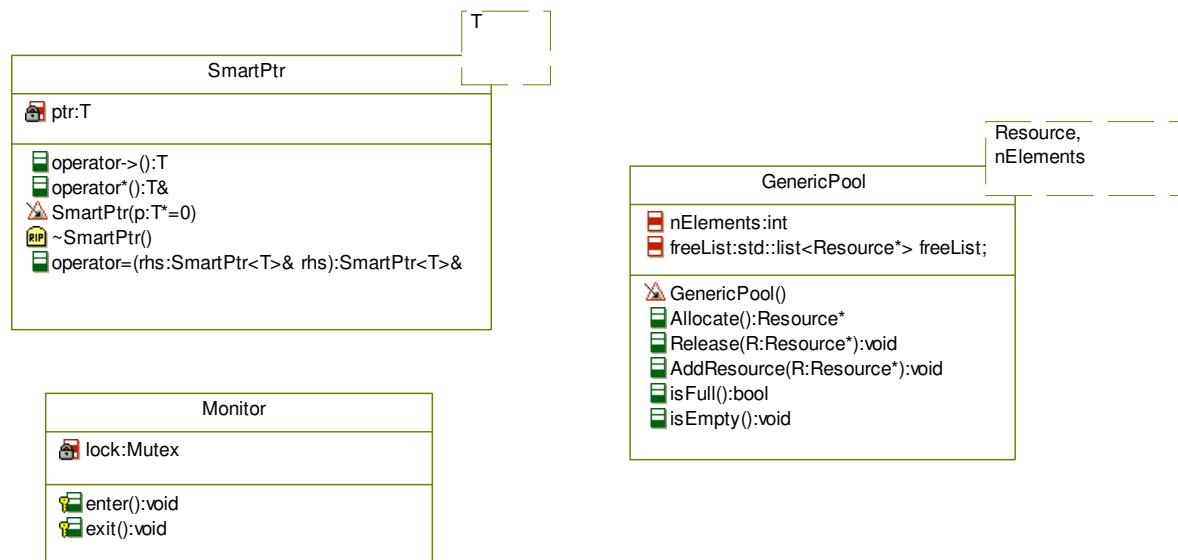 T
SmartPtr
ptr:T
operator->():T
operator*():T&
SmartPtr(p:T*=0)
RIP ~SmartPtr()
operator=(rhs:SmartPtr<T>& rhs):SmartPtr<T>&
Resource,
nElements
GenericPool
nElements:int
freeList:std::list<Resource*> freeList;
GenericPool()
Allocate():Resource*
Release(R:Resource*):void
AddResource(R:Resource*):void
isFull():bool
isEmpty():void
Monitor
lock:Mutex
enter():void
exit():void